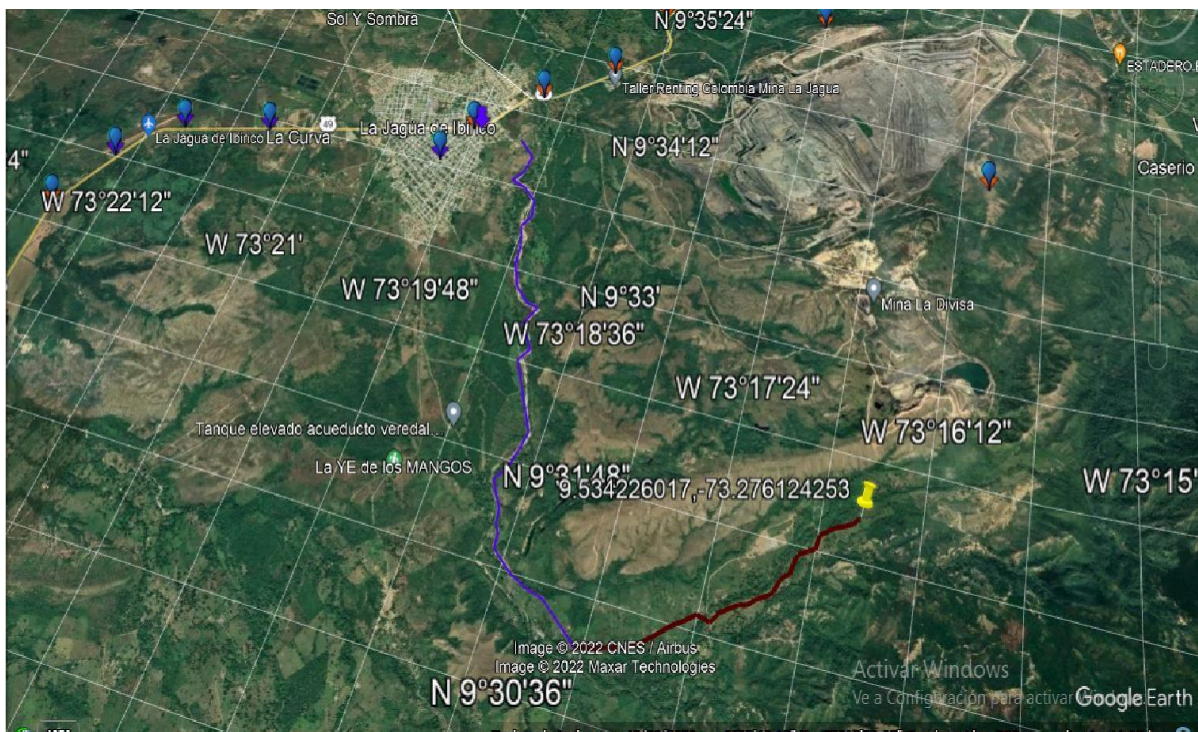 Sol Y Sombra
N 9°35'24"
ESTADERO
Taller Renting Colombia Mina La Jagua
49
La Jagua de Ibirico
La Curva
La Jagua de Ibirico
N 9°34'12"
4"
Caserio
W 73°22'12"
W 73°21'
W 73°19'48"
N 9°33'
Mina La Divisa
W 73°18'36"
W 73°17'24"
Tanque elevado acueducto veredal...
W 73°16'12"
La YE de los MANGOS
N 9°31'48"
W 73°15'
9.534226017,-73.276124253
Image © 2022 CNES / Airbus
Image © 2022 Maxar Technologies
Activar Windows
N 9°30'36"
Ve a Configuración para activar Windows.
Google Earth